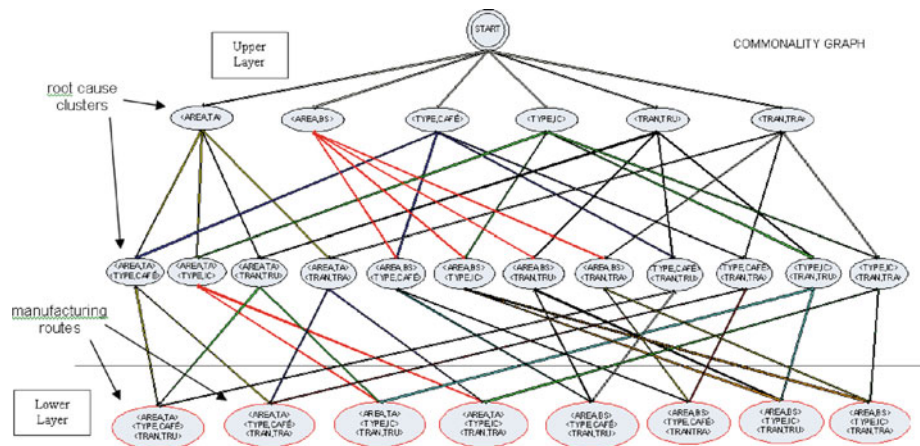 START
Upper
Layer
COMMONALITY GRAPH
root cause
clusters
<AREA,TA>
<AREA,BS>
<TYPE,CAFÉ>
<TYPE,IC>
<TRAN,TRU>
<TRAN,TRA>
<AREA,TA>
<TYPE,CAFÉ>
<AREA,TA>
<TYPE,IC>
<AREA,TA>
<TRAN,TRU>
<AREA,TA>
<TRAN,TRA>
<AREA,BS>
<TYPE,CAFÉ>
<AREA,BS>
<TYPE,IC>
<AREA,BS>
<TRAN,TRU>
<AREA,BS>
<TRAN,TRA>
<TYPE,CAFÉ>
<TRAN,TRU>
<TYPE,CAFÉ>
<TRAN,TRA>
<TYPE,IC>
<TRAN,TRU>
<TYPE,IC>
<TRAN,TRA>
manufacturing
routes
Lower
Layer
<AREA,TA>
<TYPE,CAFÉ>
<TRAN,TRU>
<AREA,TA>
<TYPE,CAFÉ>
<TRAN,TRA>
<AREA,TA>
<TYPE,IC>
<TRAN,TRU>
<AREA,TA>
<TYPE,IC>
<TRAN,TRA>
<AREA,BS>
<TYPE,CAFÉ>
<TRAN,TRU>
<AREA,BS>
<TYPE,CAFÉ>
<TRAN,TRA>
<AREA,BS>
<TYPE,IC>
<TRAN,TRU>
<AREA,BS>
<TYPE,IC>
<TRAN,TRA>